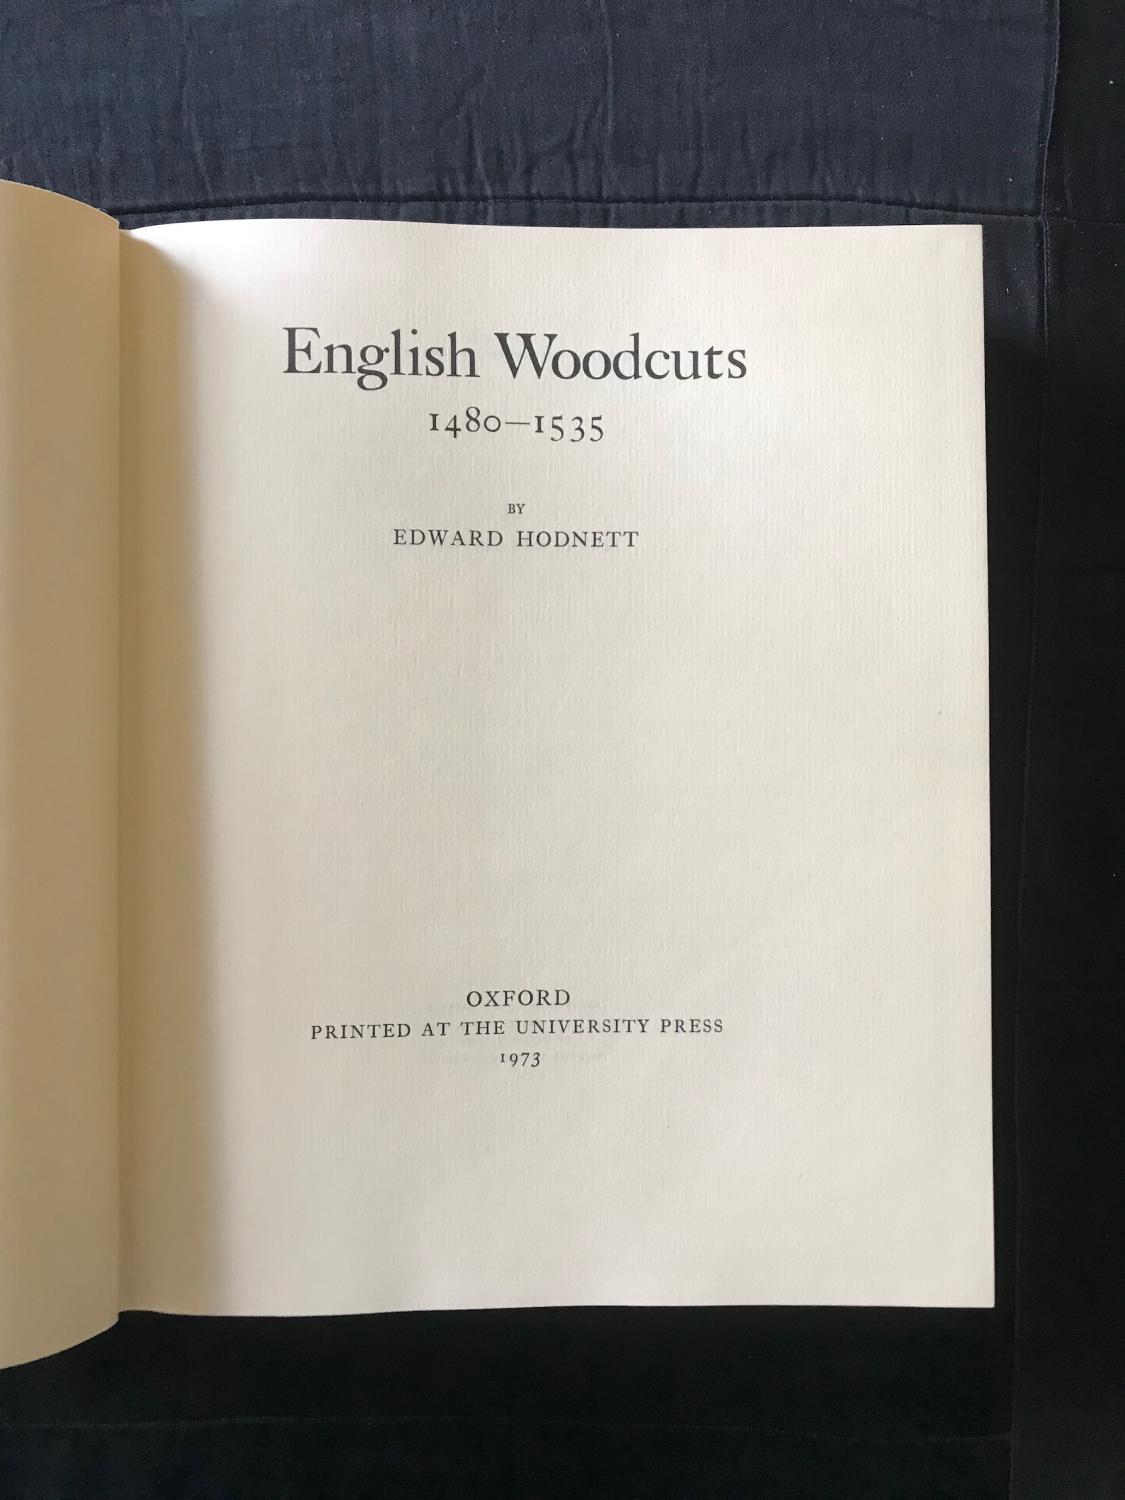 English Woodcuts
1480—1535
BY
EDWARD HODNETT
OXFORD
PRINTED AT THE UNIVERSITY PRESS
1973